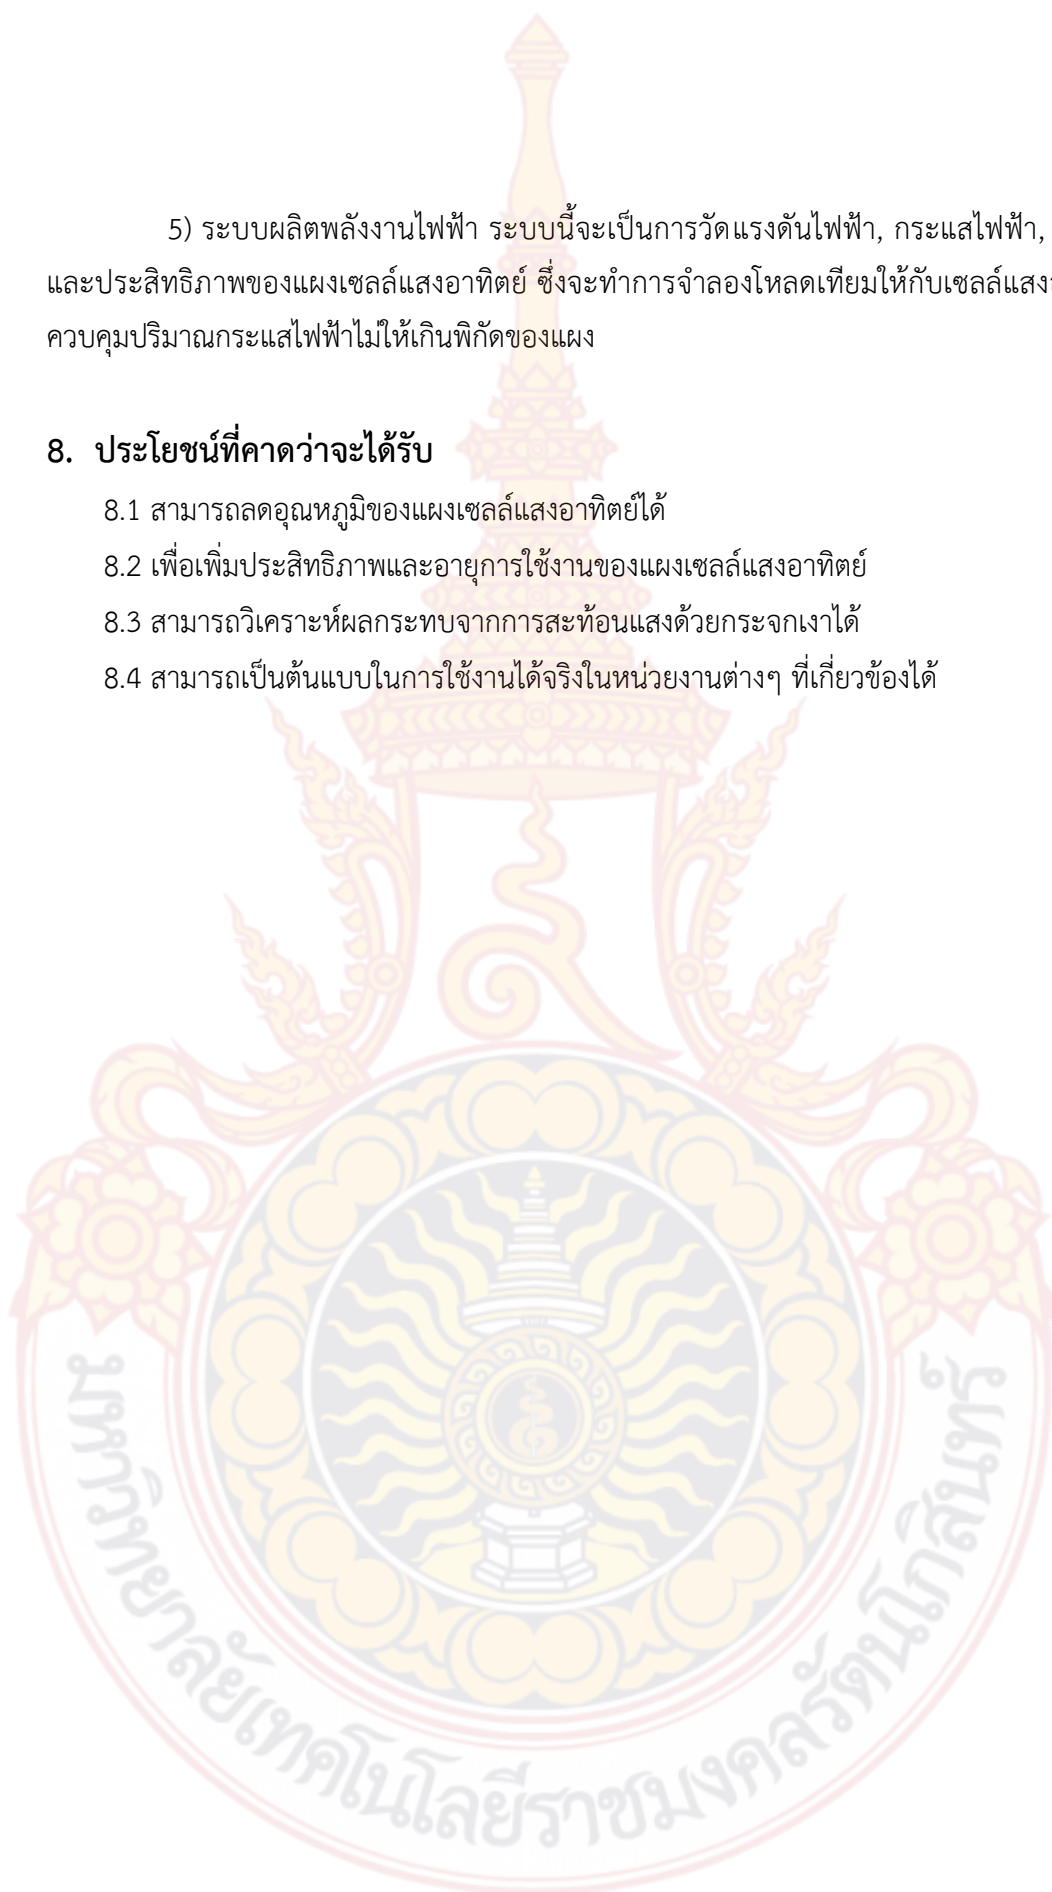 5) ระบบผลิตพลังงานไฟฟ้า ระบบนี้จะเป็นการวัดแรงดันไฟฟ้า, กระแสไฟฟ้า,
และประสิทธิภาพของแผงเซลล์แสงอาทิตย์ ซึ่งจะทำการจำลองโหลดเทียมให้กับเซลล์แสง
ควบคุมปริมาณกระแสไฟฟ้าไม่ให้เกินพิกัดของแผง
8. ประโยชน์ที่คาดว่าจะได้รับ
8.1 สามารถลดอุณหภูมิของแผงเซลล์แสงอาทิตย์ได้
8.2 เพื่อเพิ่มประสิทธิภาพและอายุการใช้งานของแผงเซลล์แสงอาทิตย์
8.3 สามารถวิเคราะห์ผลกระทบจากการสะท้อนแสงด้วยกระจกเงาได้
8.4 สามารถเป็นต้นแบบในการใช้งานได้จริงในหน่วยงานต่างๆ ที่เกี่ยวข้องได้
มหาวิทยาลัยเทคโนโลยีราชมงคลรัตนโกสินทร์